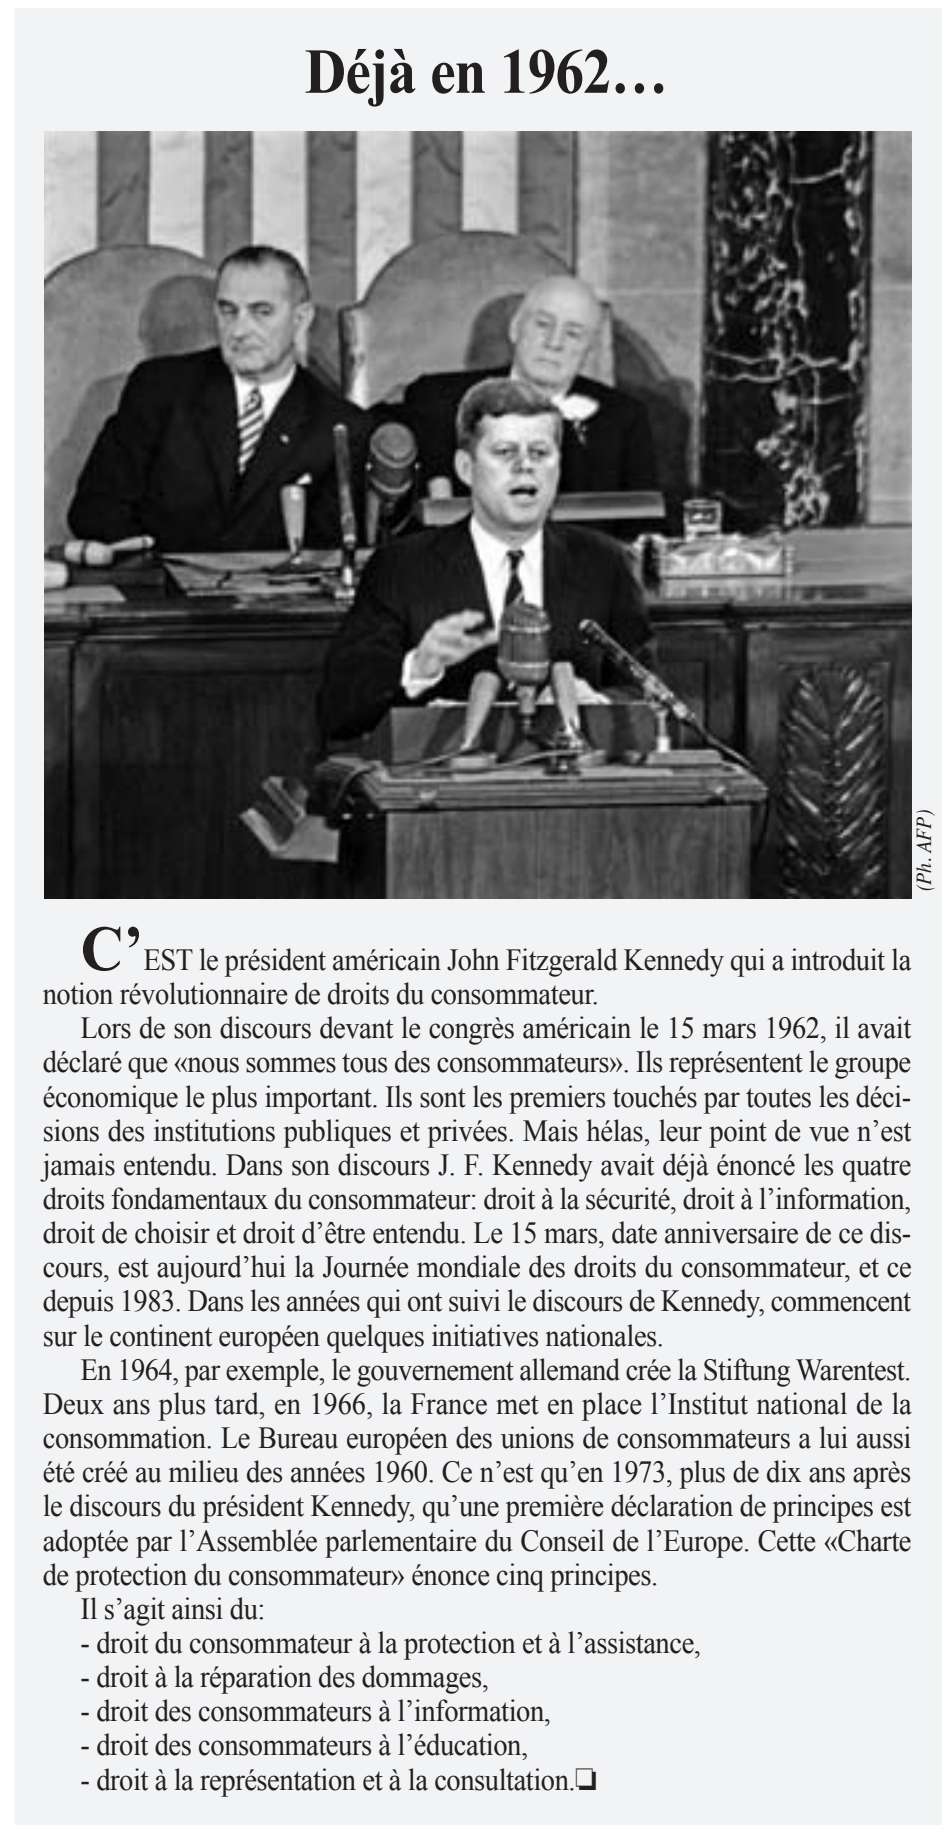 Déjà en 1962…
(Ph. AFP)
C’EST le président américain John Fitzgerald Kennedy qui a introduit la
notion révolutionnaire de droits du consommateur.
Lors de son discours devant le congrès américain le 15 mars 1962, il avait
déclaré que «nous sommes tous des consommateurs». Ils représentent le groupe
économique le plus important. Ils sont les premiers touchés par toutes les déci-
sions des institutions publiques et privées. Mais hélas, leur point de vue n’est
jamais entendu. Dans son discours J. F. Kennedy avait déjà énoncé les quatre
droits fondamentaux du consommateur: droit à la sécurité, droit à l’information,
droit de choisir et droit d’être entendu. Le 15 mars, date anniversaire de ce dis-
cours, est aujourd’hui la Journée mondiale des droits du consommateur, et ce
depuis 1983. Dans les années qui ont suivi le discours de Kennedy, commencent
sur le continent européen quelques initiatives nationales.
En 1964, par exemple, le gouvernement allemand crée la Stiftung Warentest.
Deux ans plus tard, en 1966, la France met en place l’Institut national de la
consommation. Le Bureau européen des unions de consommateurs a lui aussi
été créé au milieu des années 1960. Ce n’est qu’en 1973, plus de dix ans après
le discours du président Kennedy, qu’une première déclaration de principes est
adoptée par l’Assemblée parlementaire du Conseil de l’Europe. Cette «Charte
de protection du consommateur» énonce cinq principes.
Il s’agit ainsi du:
- droit du consommateur à la protection et à l’assistance,
- droit à la réparation des dommages,
- droit des consommateurs à l’information,
- droit des consommateurs à l’éducation,
- droit à la représentation et à la consultation.❏